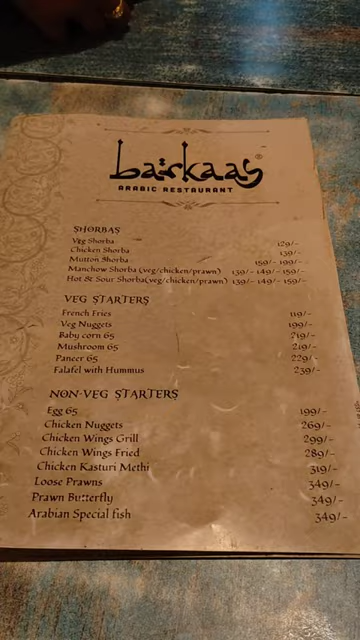 barkaas®
ARABIC RESTAURANT
SHORBAS
Veg Shorba 129/-
Chicken Shorba 139/-
Mutton Shorba 159/- 199/-
Manchow Shorba (veg/chicken/prawn) 139/- 149/- 159/-
Hot & Sour Shorba(veg/chicken/prawn) 139/- 149/- 159/-
VEG STARTERS
French Fries 119/-
Veg Nuggets 199/-
Baby corn 65 219/-
Mushroom 65 219/-
Paneer 65 229/-
Falafel with Hummus 239/-
NON-VEG STARTERS
Egg 65 199/-
Chicken Nuggets 269/-
Chicken Wings Grill 299/-
Chicken Wings Fried 289/-
Chicken Kasturi Methi 319/-
Loose Prawns 349/-
Prawn Butterfly 349/-
Arabian Special fish 349/-